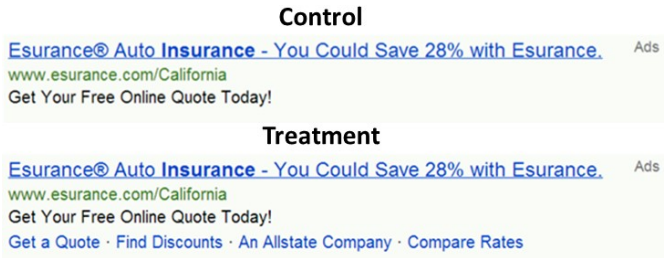 Control
Esurance® Auto Insurance - You Could Save 28% with Esurance. Ads
www.esurance.com/California
Get Your Free Online Quote Today!
Treatment
Esurance® Auto Insurance - You Could Save 28% with Esurance. Ads
www.esurance.com/California
Get Your Free Online Quote Today!
Get a Quote · Find Discounts · An Allstate Company · Compare Rates